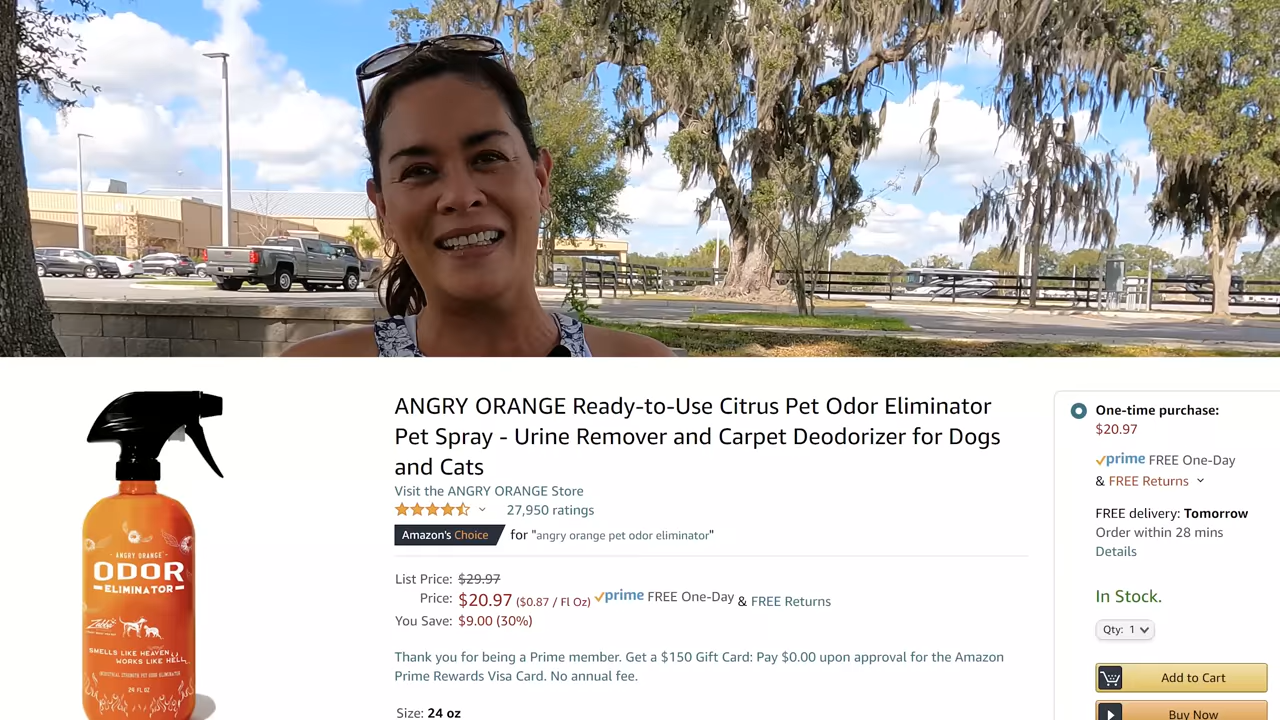 ANGRY ORANGE Ready-to-Use Citrus Pet Odor Eliminator
Pet Spray - Urine Remover and Carpet Deodorizer for Dogs
and Cats
Visit the ANGRY ORANGE Store
27,950 ratings
Amazon's Choice for "angry orange pet odor eliminator"
List Price: $29.97
Price: $20.97 ($0.87 / Fl Oz) prime FREE One-Day & FREE Returns
You Save: $9.00 (30%)
Thank you for being a Prime member. Get a $150 Gift Card: Pay $0.00 upon approval for the Amazon
Prime Rewards Visa Card. No annual fee.
Size: 24 oz
One-time purchase:
$20.97
prime FREE One-Day
& FREE Returns
FREE delivery: Tomorrow
Order within 28 mins
Details
In Stock.
Qty: 1
Add to Cart
Buy Now
ANGRY ORANGE
ODOR
ELIMINATOR
SMELLS LIKE HEAVEN
WORKS LIKE HELL
INDUSTRIAL STRENGTH PET ODOR ELIMINATOR
24 FL OZ